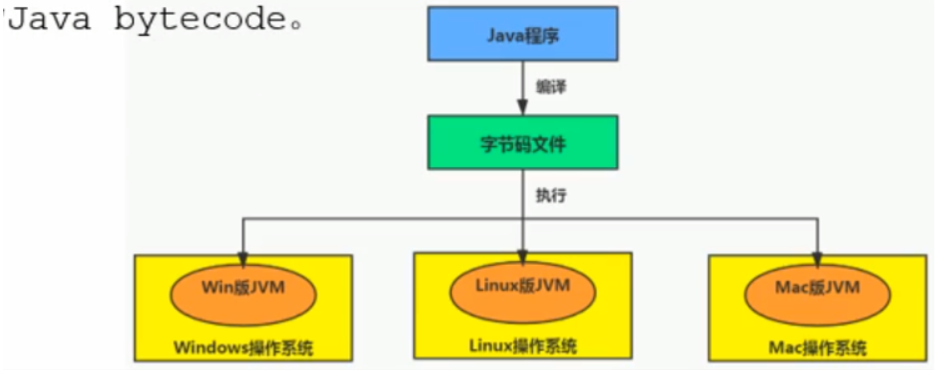 'Java bytecode。
Java程序
编译
字节码文件
执行
Win版JVM
Linux版JVM
Mac版JVM
Windows操作系统
Linux操作系统
Mac操作系统